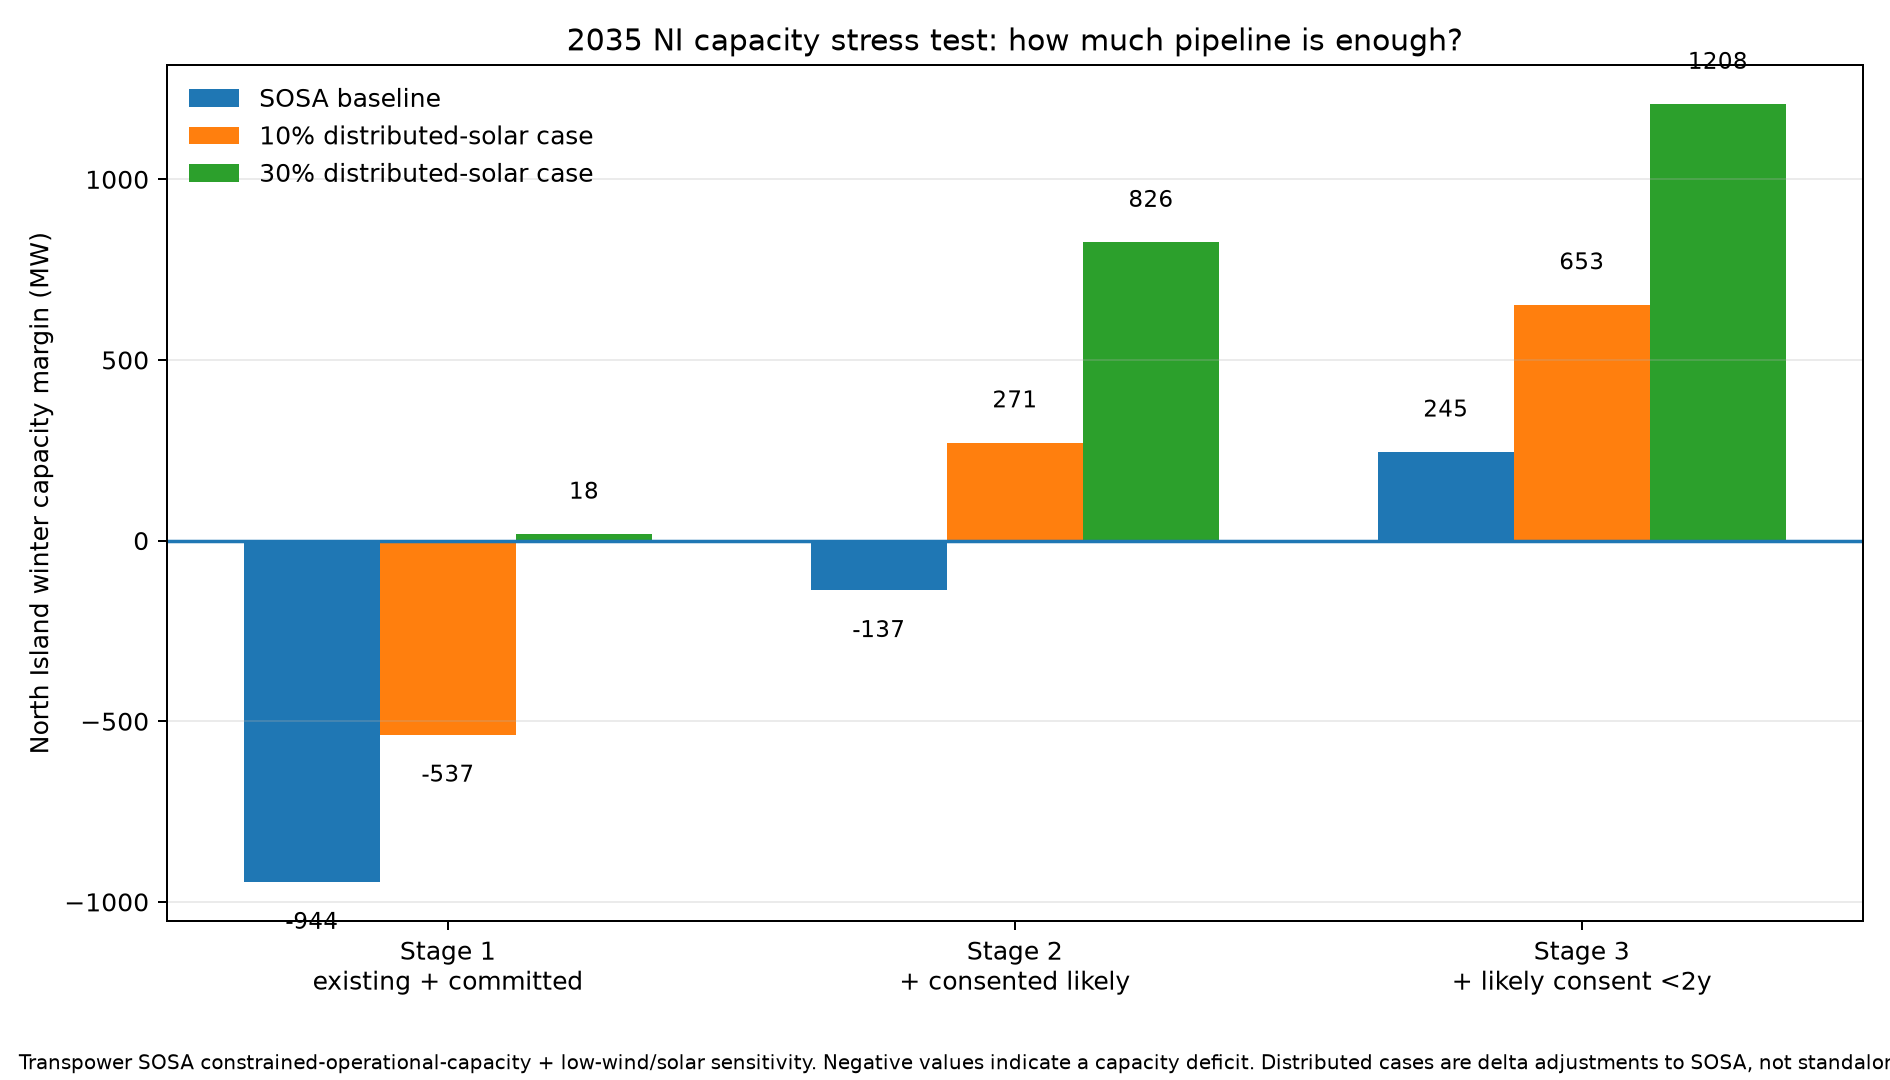 2035 NI capacity stress test: how much pipeline is enough?
SOSA baseline
10% distributed-solar case
30% distributed-solar case
North Island winter capacity margin (MW)
1000
500
0
−500
−1000
-944
-537
18
-137
271
826
245
653
1208
Stage 1
existing + committed
Stage 2
+ consented likely
Stage 3
+ likely consent <2y
Transpower SOSA constrained-operational-capacity + low-wind/solar sensitivity. Negative values indicate a capacity deficit. Distributed cases are delta adjustments to SOSA, not